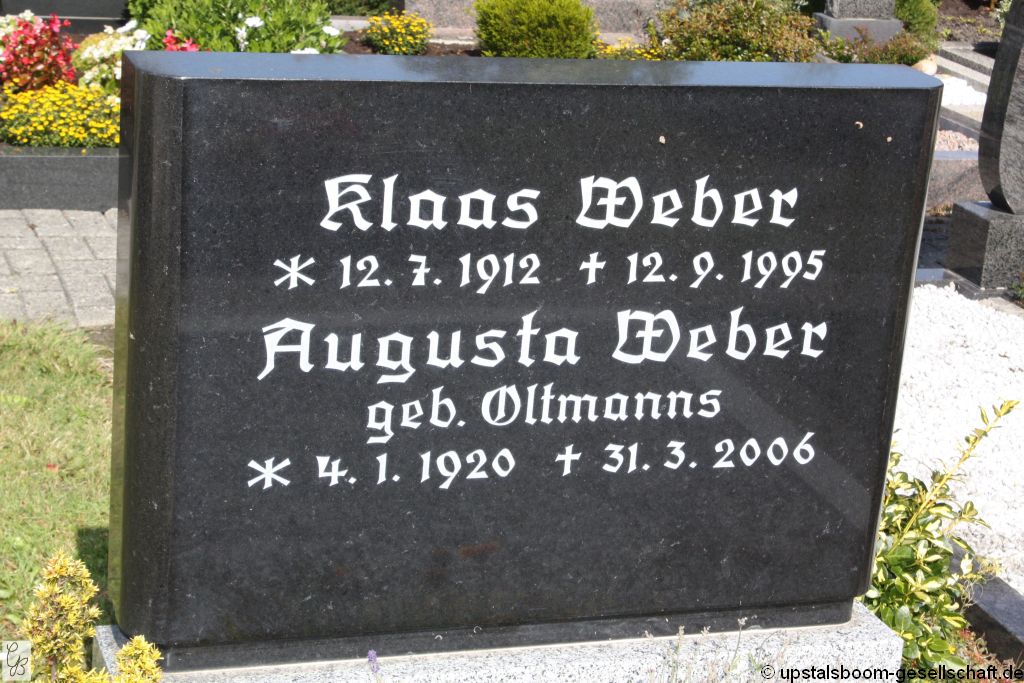 Klaas Weber
* 12. 7. 1912 † 12. 9. 1995
Augusta Weber
geb. Oltmanns
* 4. 1. 1920 † 31. 3. 2006
© upstalsboom-gesellschaft.de